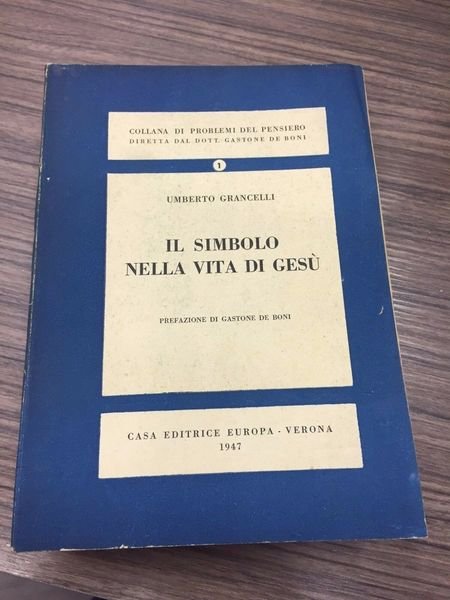 COLLANA DI PROBLEMI DEL PENSIERO
DIRETTA DAL DOTT. GASTONE DE BONI
1
UMBERTO GRANCELLI
IL SIMBOLO
NELLA VITA DI GESÙ
PREFAZIONE DI GASTONE DE BONI
CASA EDITRICE EUROPA - VERONA
1947